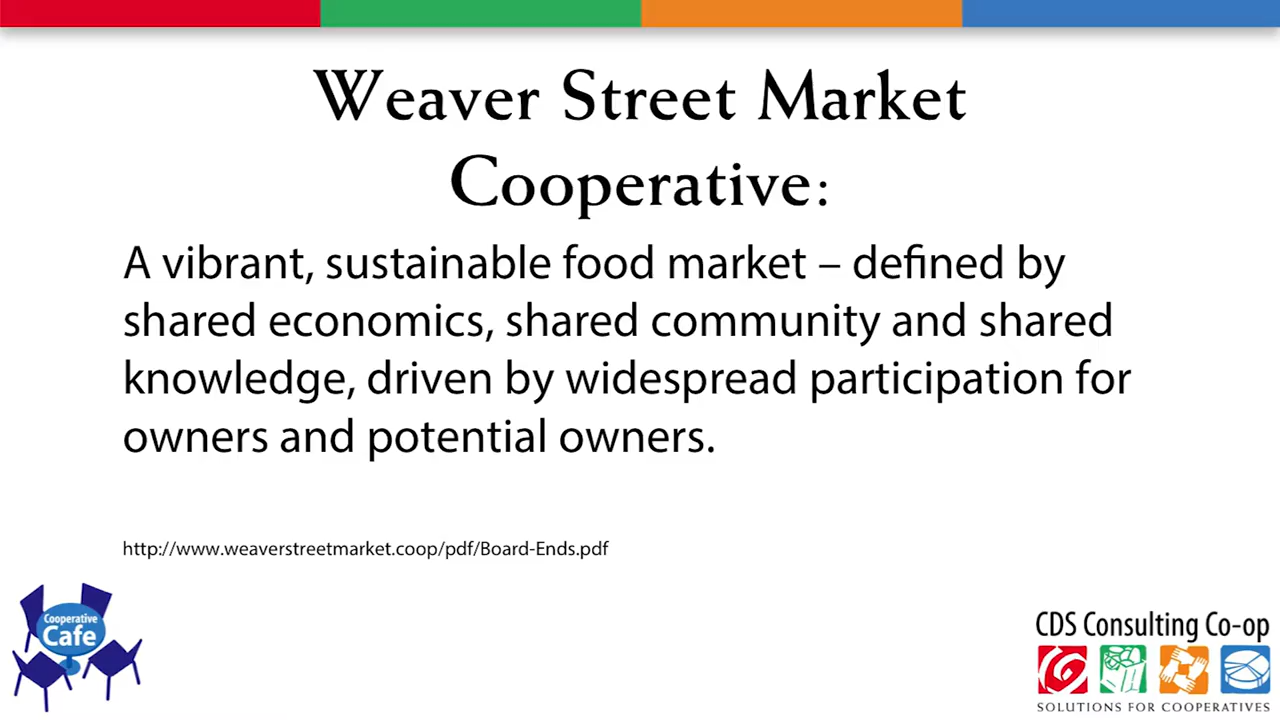 Weaver Street Market
Cooperative:
A vibrant, sustainable food market – defined by
shared economics, shared community and shared
knowledge, driven by widespread participation for
owners and potential owners.
http://www.weaverstreetmarket.coop/pdf/Board-Ends.pdf
Cooperative
Cafe
CDS Consulting Co-op
SOLUTIONS FOR COOPERATIVES